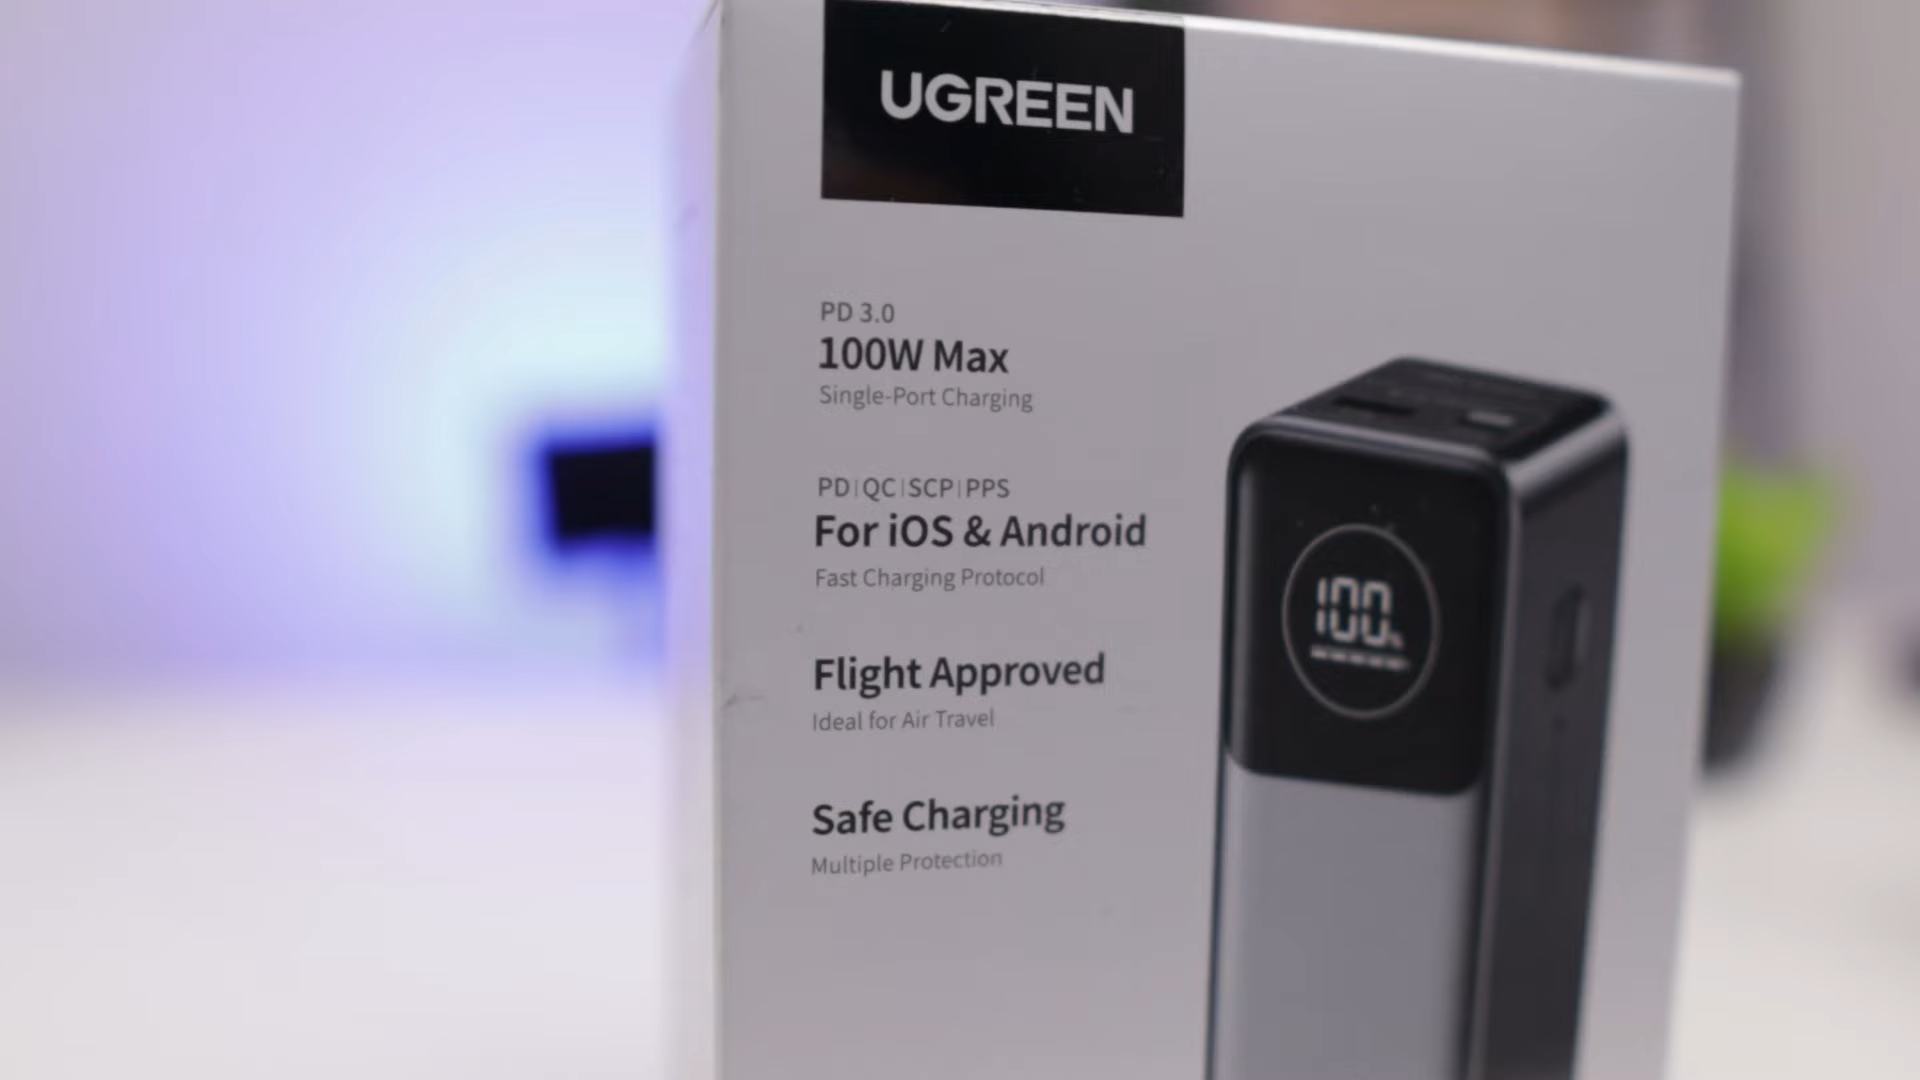 UGREEN
PD 3.0
100W Max
Single-Port Charging
PD|QC|SCP|PPS
For iOS & Android
Fast Charging Protocol
Flight Approved
Ideal for Air Travel
Safe Charging
Multiple Protection
100%